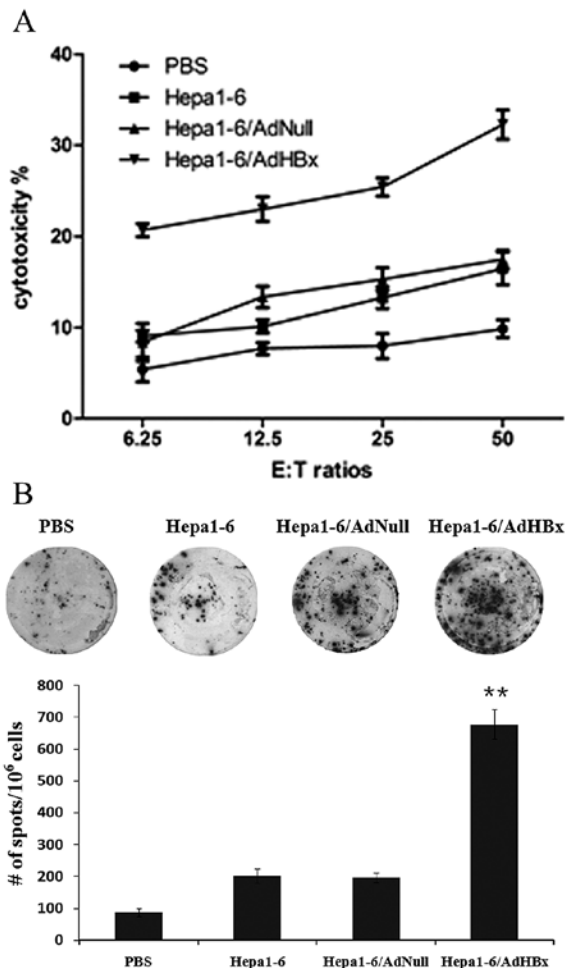 A
40
PBS
Hepa1-6
Hepa1-6/AdNull
Hepa1-6/AdHBx
30
20
10
0
cytotoxicity %
6.25 12.5 25 50
E:T ratios
B
PBS Hepa1-6 Hepa1-6/AdNull Hepa1-6/AdHBx
800
700
600
500
400
300
200
100
0
# of spots/10⁶ cells
**
PBS Hepa1-6 Hepa1-6/AdNull Hepa1-6/AdHBx